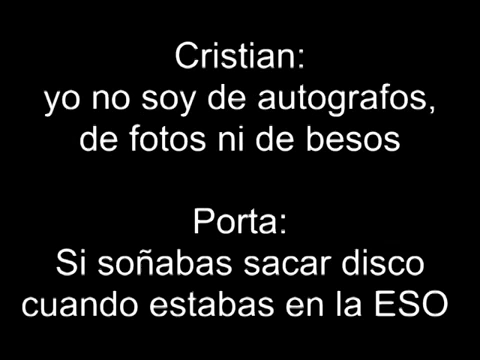 Cristian:
yo no soy de autografos,
de fotos ni de besos
Porta:
Si soñabas sacar disco
cuando estabas en la ESO